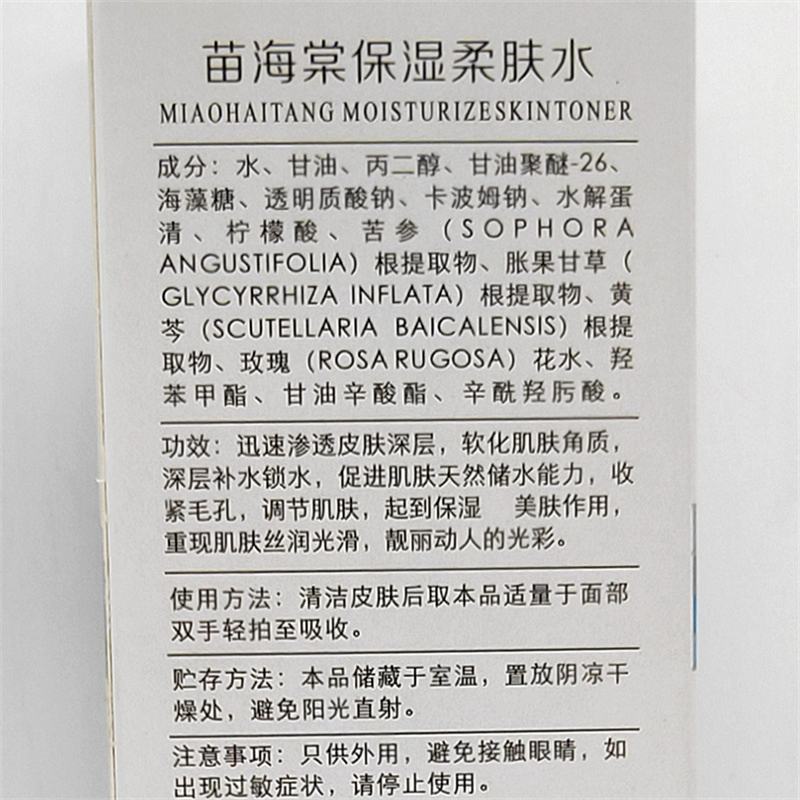 苗海棠保湿柔肤水
MIAOHAITANG MOISTURIZESKINTONER
成分：水、甘油、丙二醇、甘油聚醚-26、
海藻糖、透明质酸钠、卡波姆钠、水解蛋
清、柠檬酸、苦参（SOPHORA
ANGUSTIFOLIA）根提取物、胀果甘草（
GLYCYRRHIZA INFLATA）根提取物、黄
芩（SCUTELLARIA BAICALENSIS）根提
取物、玫瑰（ROSA RUGOSA）花水、羟
苯甲酯、甘油辛酸酯、辛酰羟肟酸。
功效：迅速渗透皮肤深层，软化肌肤角质，
深层补水锁水，促进肌肤天然储水能力，收
紧毛孔，调节肌肤，起到保湿 美肤作用，
重现肌肤丝润光滑，靓丽动人的光彩。
使用方法：清洁皮肤后取本品适量于面部
双手轻拍至吸收。
贮存方法：本品储藏于室温，置放阴凉干
燥处，避免阳光直射。
注意事项：只供外用，避免接触眼睛，如
出现过敏症状，请停止使用。